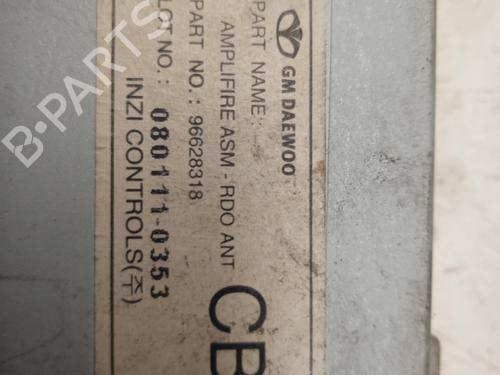 GM DAEWOO
PART NAME:
AMPLIFIRE ASM - RDO ANT
PART NO.: 96628318
LOT NO.: 080111-0353
INZI CONTROLS(주)
CB
B-PARTS